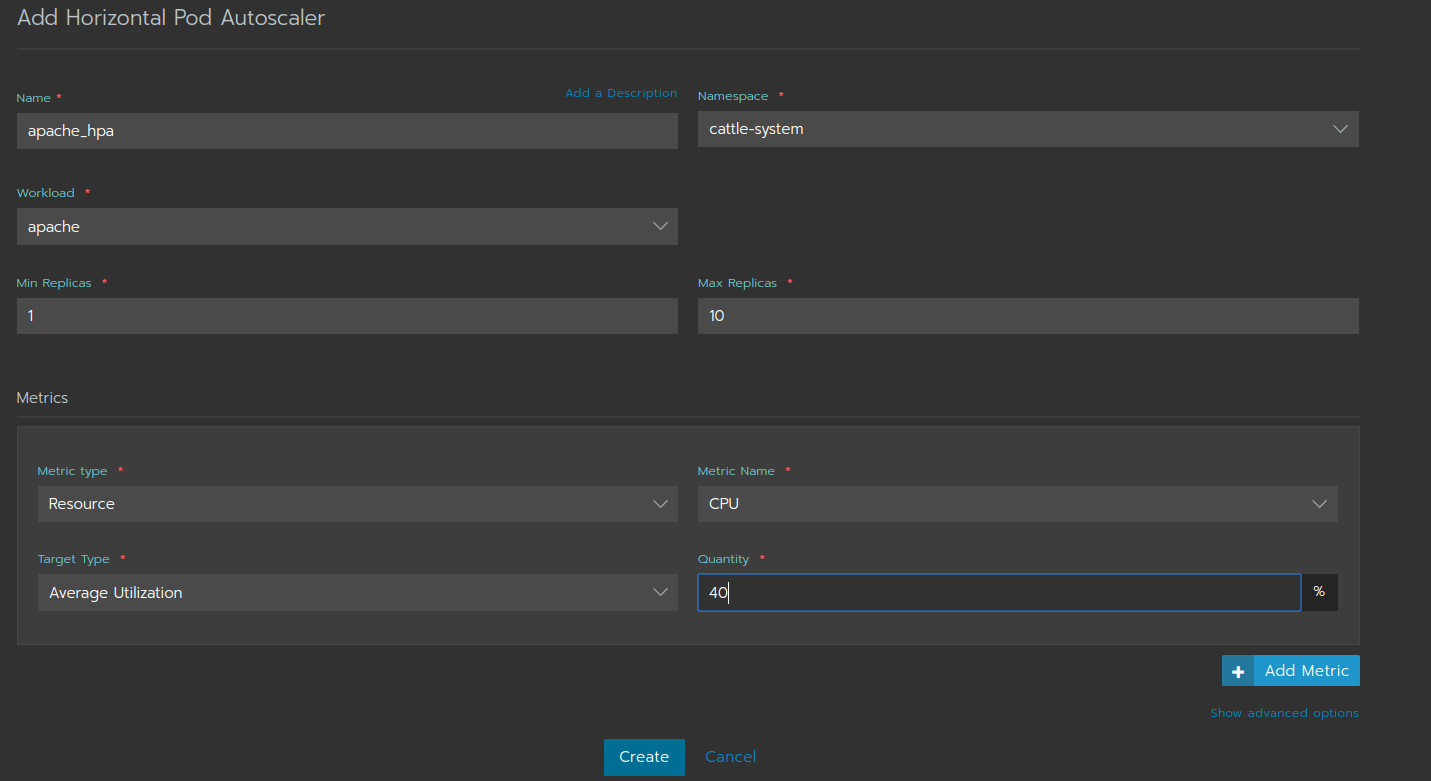 Add Horizontal Pod Autoscaler
Name *
Add a Description
Namespace *
apache_hpa
cattle-system
Workload *
apache
Min Replicas *
Max Replicas *
1
10
Metrics
Metric type *
Metric Name *
Resource
CPU
Target Type *
Quantity *
Average Utilization
40
%
+ Add Metric
Show advanced options
Create
Cancel